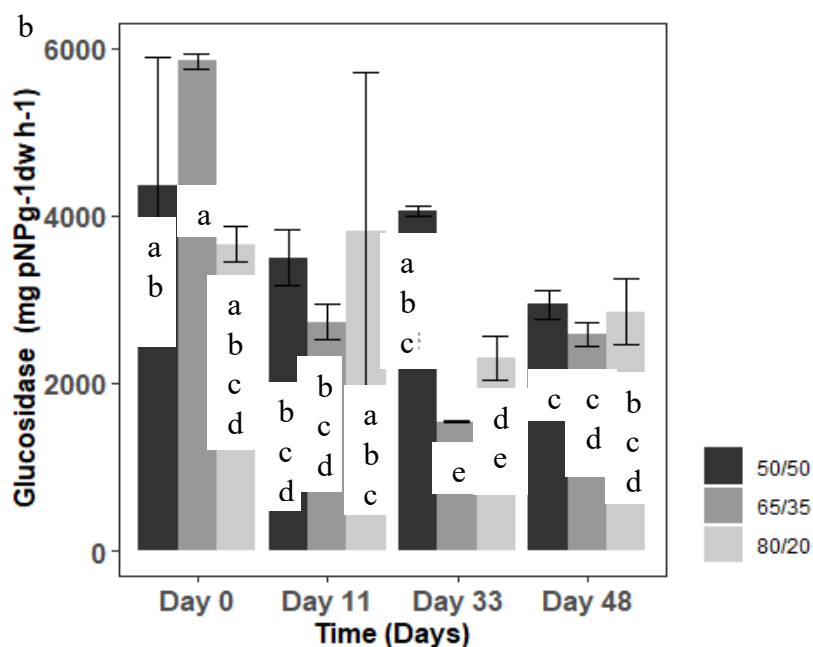 b
Glucosidase (mg pNPg-1dw h-1)
6000
4000
2000
0
a
b
a
a
b
c
d
b
c
d
b
c
d
a
b
c
a
b
c
e
d
e
c
c
d
b
c
d
Day 0 Day 11 Day 33 Day 48
Time (Days)
50/50
65/35
80/20